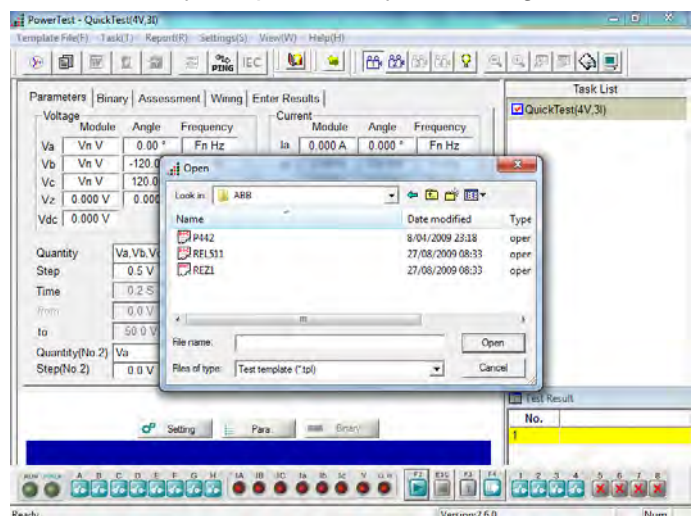 PowerTest - QuickTest(4V,3I)
Template File(F) Task(T) Report(R) Settings(S) View(W) Help(H)
PING IEC
Parameters Binary Assessment Wiring Enter Results
Task List
QuickTest(4V,3I)
Voltage Current
Module Angle Frequency Module Angle Frequency
Va Vn V 0.00 ° Fn Hz Ia 0.000 A 0.000 ° Fn Hz
Vb Vn V -120.0
Vc Vn V 120.0
Vz 0.000 V 0.000
Vdc 0.000 V
Quantity Va,Vb,Vc
Step 0.5 V
Time 0.2 S
from 0.0 V
to 50.0 V
Quantity(No.2) Va
Step(No.2) 0.0 V
Open
Look in: ABB
Name Date modified Type
P442 8/04/2009 23:18 oper
REL511 27/08/2009 08:33 oper
REZ1 27/08/2009 08:33 oper
File name: Open
Files of type: Test template (*.tpl) Cancel
Test Result
No.
1
Setting Para. Binary
A B C D E F G H IA IB IC Ia Ib Ic V F2 ESC F3 F4 1 2 3 4 5 6 7 8
Ready Version:7.6.0 Num